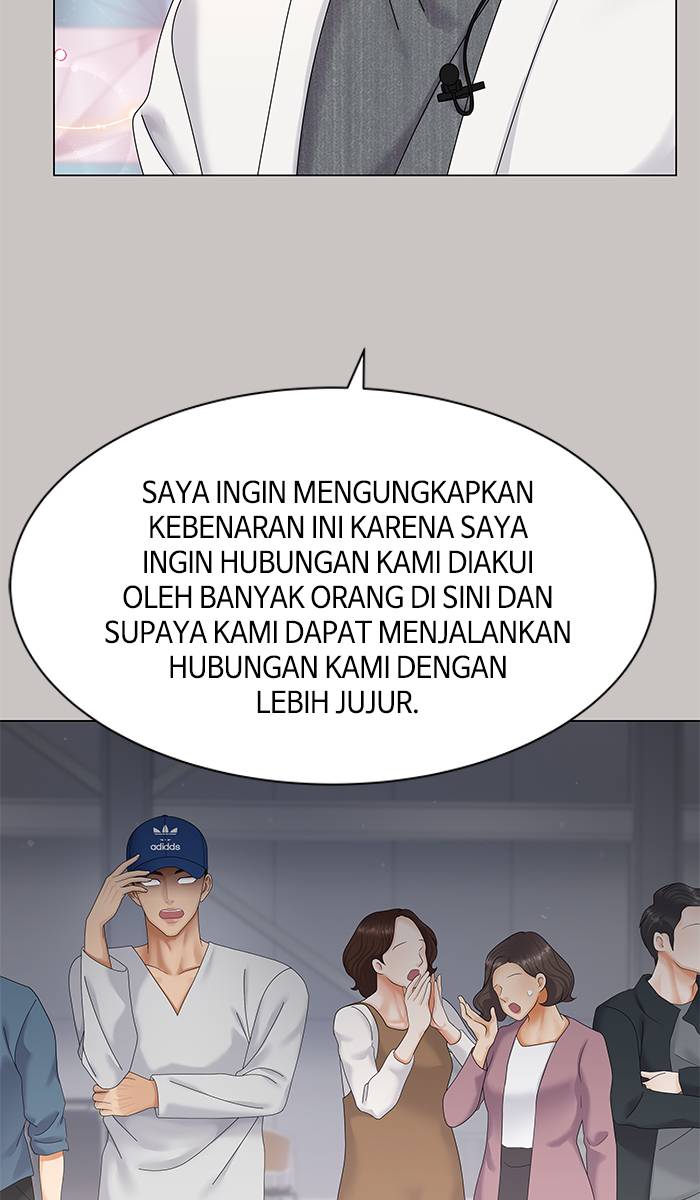 SAYA INGIN MENGUNGKAPKAN
KEBENARAN INI KARENA SAYA
INGIN HUBUNGAN KAMI DIAKUI
OLEH BANYAK ORANG DI SINI DAN
SUPAYA KAMI DAPAT MENJALANKAN
HUBUNGAN KAMI DENGAN
LEBIH JUJUR.
adidds